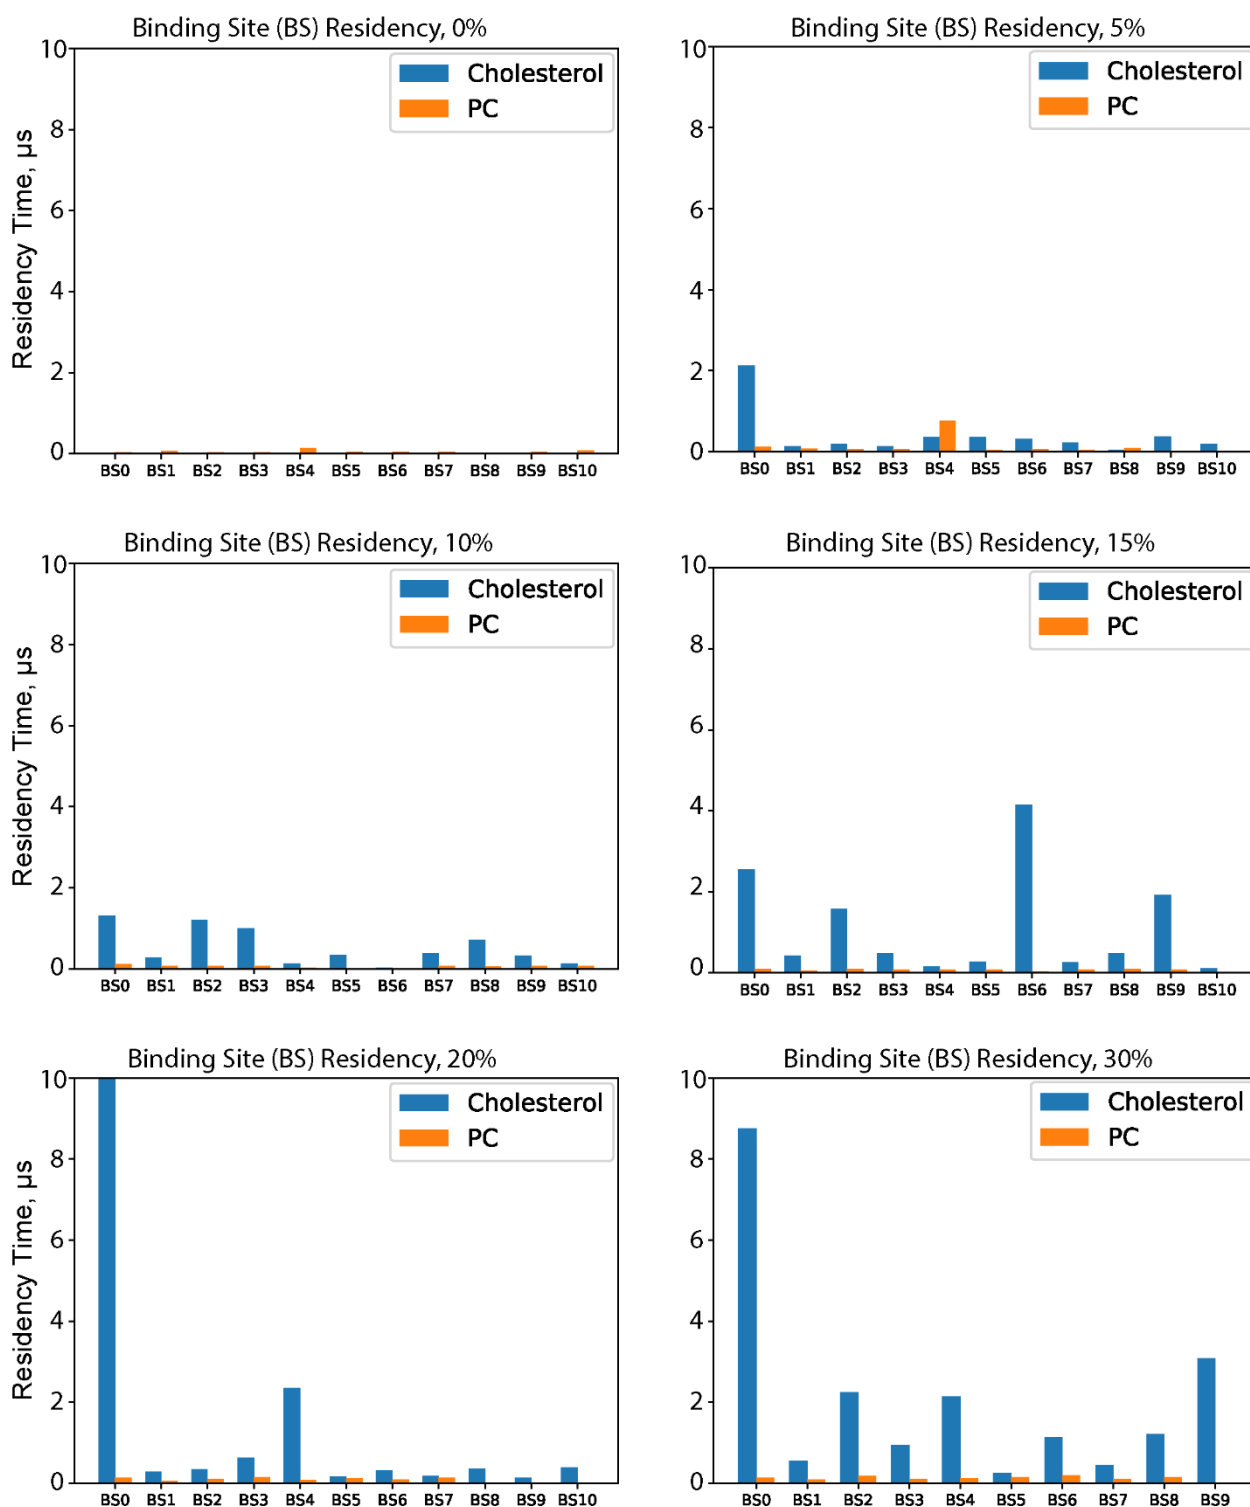 Binding Site (BS) Residency, 0%
10
8
6
4
2
0
Residency Time, µs
Cholesterol
PC
BS0 BS1 BS2 BS3 BS4 BS5 BS6 BS7 BS8 BS9 BS10
Binding Site (BS) Residency, 5%
10
8
6
4
2
0
Cholesterol
PC
BS0 BS1 BS2 BS3 BS4 BS5 BS6 BS7 BS8 BS9 BS10
Binding Site (BS) Residency, 10%
10
8
6
4
2
0
Residency Time, µs
Cholesterol
PC
BS0 BS1 BS2 BS3 BS4 BS5 BS6 BS7 BS8 BS9 BS10
Binding Site (BS) Residency, 15%
10
8
6
4
2
0
Cholesterol
PC
BS0 BS1 BS2 BS3 BS4 BS5 BS6 BS7 BS8 BS9 BS10
Binding Site (BS) Residency, 20%
10
8
6
4
2
0
Residency Time, µs
Cholesterol
PC
BS0 BS1 BS2 BS3 BS4 BS5 BS6 BS7 BS8 BS9 BS10
Binding Site (BS) Residency, 30%
10
8
6
4
2
0
Cholesterol
PC
BS0 BS1 BS2 BS3 BS4 BS5 BS6 BS7 BS8 BS9